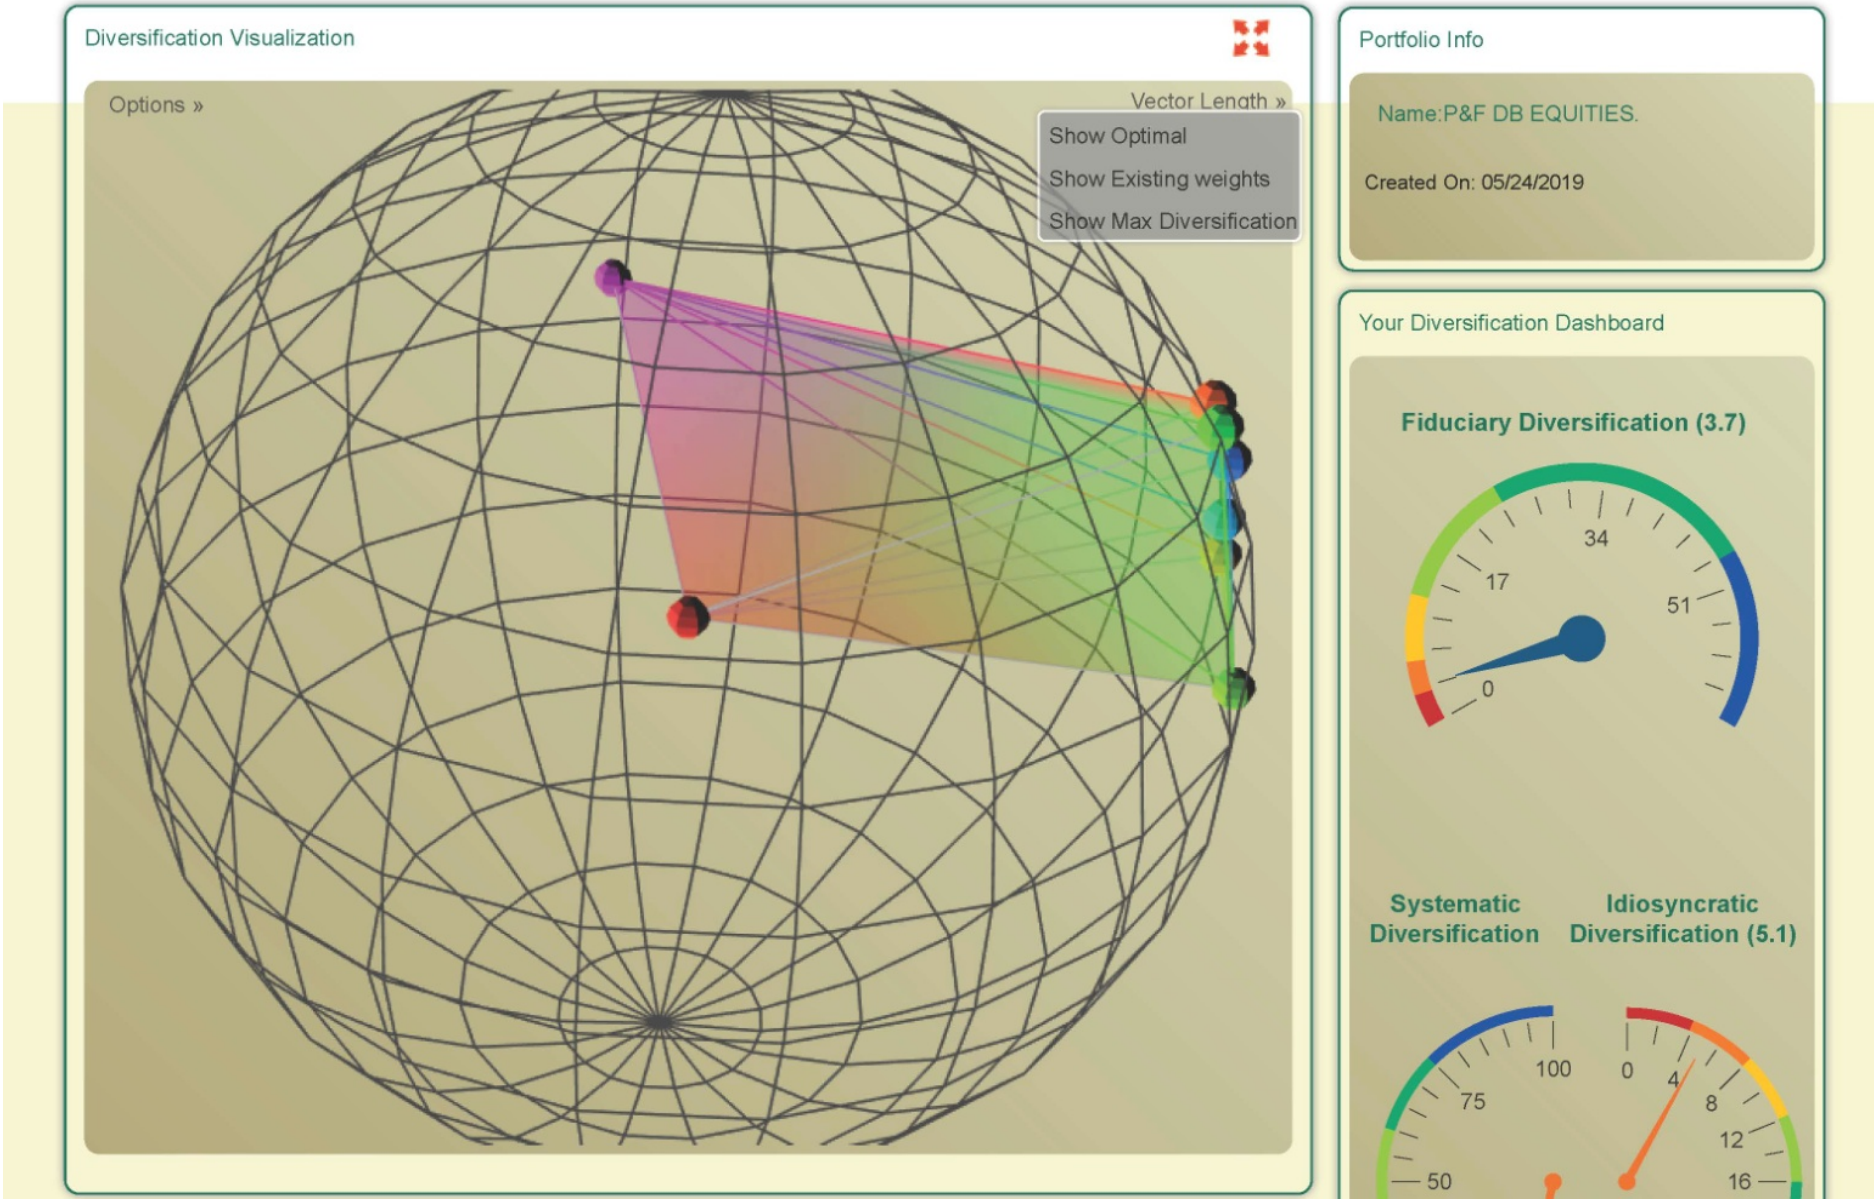 Diversification Visualization
Options »
Vector Length »
Show Optimal
Show Existing weights
Show Max Diversification
Portfolio Info
Name:P&F DB EQUITIES.
Created On: 05/24/2019
Your Diversification Dashboard
Fiduciary Diversification (3.7)
0
17
34
51
Systematic
Diversification
50
75
100
Idiosyncratic
Diversification (5.1)
0
4
8
12
16